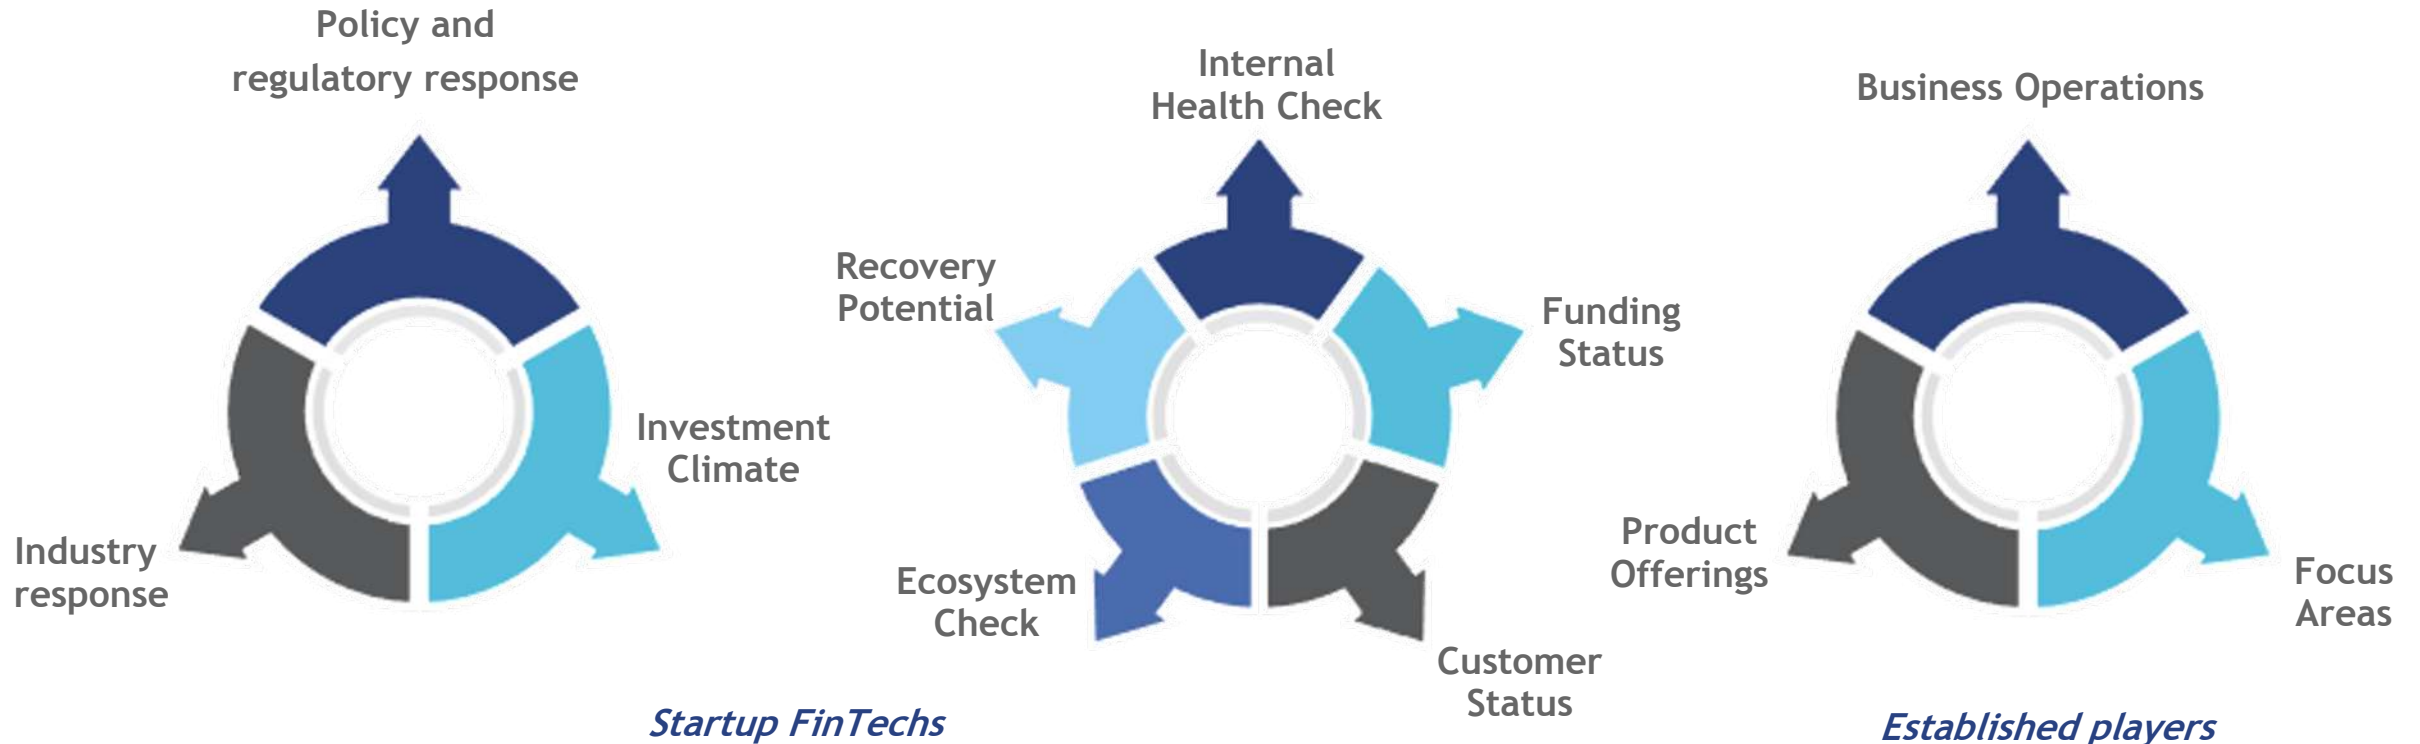 Policy and
regulatory response
Investment
Climate
Industry
response
Internal
Health Check
Funding
Status
Customer
Status
Ecosystem
Check
Recovery
Potential
Startup FinTechs
Business Operations
Focus
Areas
Product
Offerings
Established players